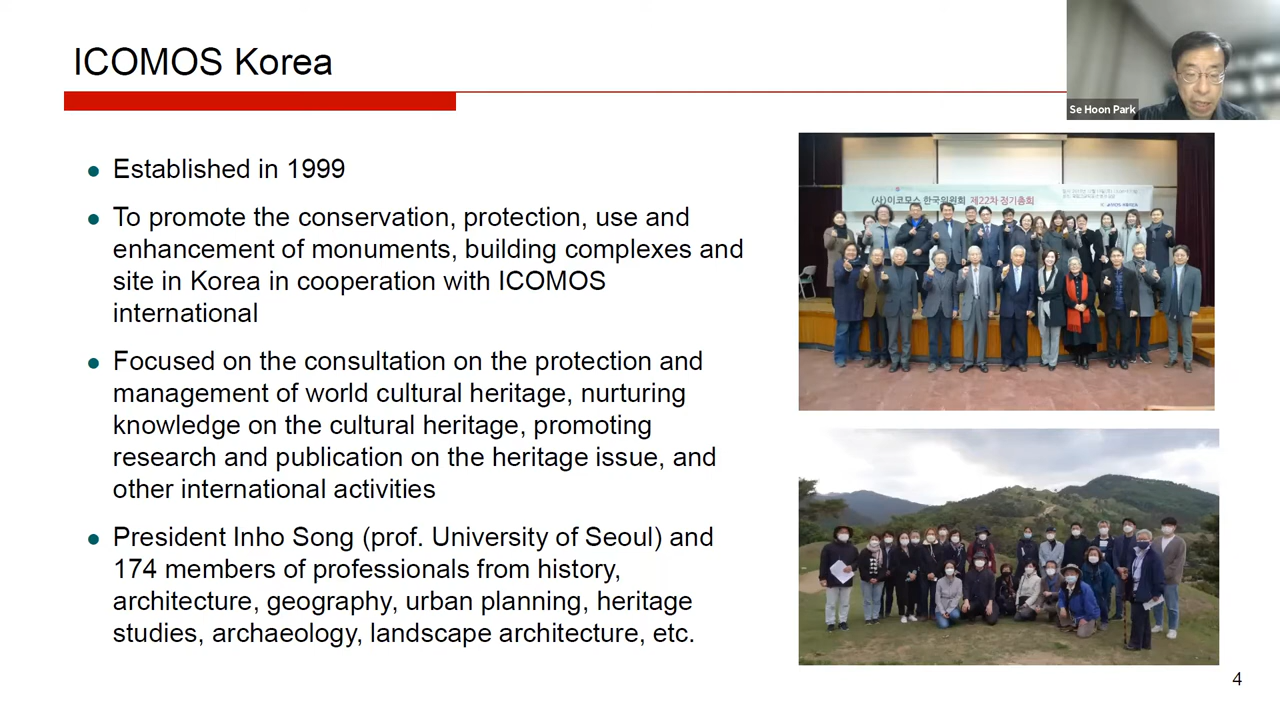 ICOMOS Korea
Se Hoon Park
Established in 1999
To promote the conservation, protection, use and
enhancement of monuments, building complexes and
site in Korea in cooperation with ICOMOS
international
Focused on the consultation on the protection and
management of world cultural heritage, nurturing
knowledge on the cultural heritage, promoting
research and publication on the heritage issue, and
other international activities
President Inho Song (prof. University of Seoul) and
174 members of professionals from history,
architecture, geography, urban planning, heritage
studies, archaeology, landscape architecture, etc.
(사)이코모스 한국위원회 제22차 정기총회
4